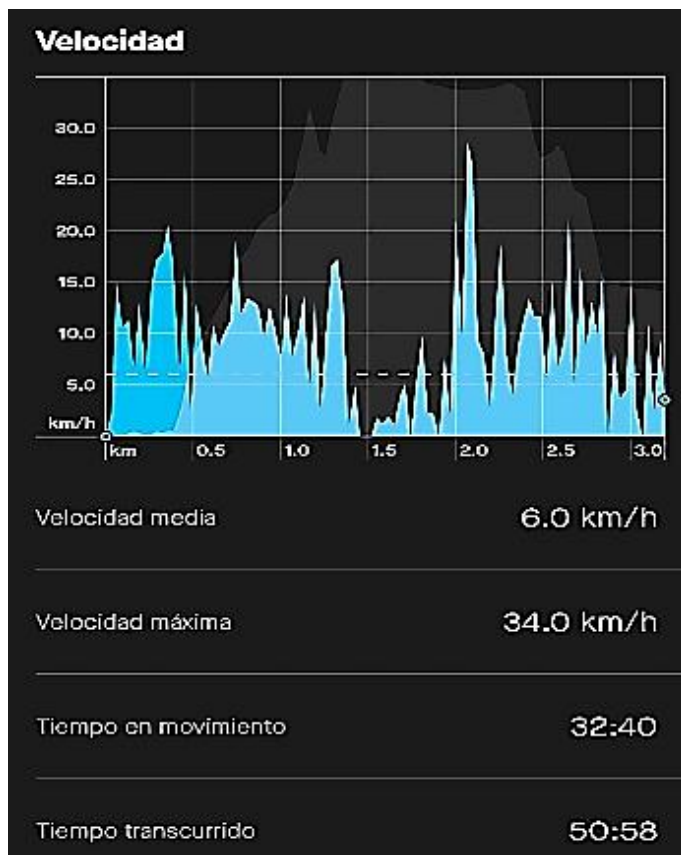 Velocidad
30.0
25.0
20.0
15.0
10.0
5.0
km/h
km 0.5 1.0 1.5 2.0 2.5 3.0
Velocidad media 6.0 km/h
Velocidad máxima 34.0 km/h
Tiempo en movimiento 32:40
Tiempo transcurrido 50:58